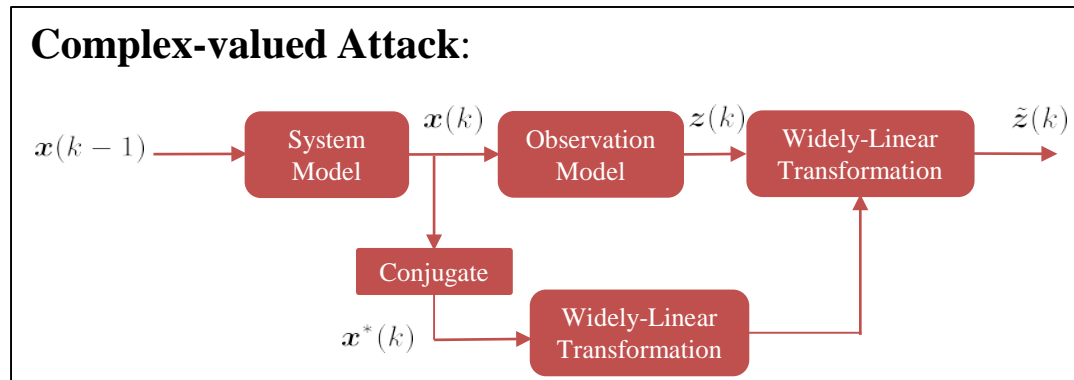 Complex-valued Attack:
x(k − 1)
System
Model
x(k)
Observation
Model
z(k)
Widely-Linear
Transformation
z̃(k)
Conjugate
x*(k)
Widely-Linear
Transformation